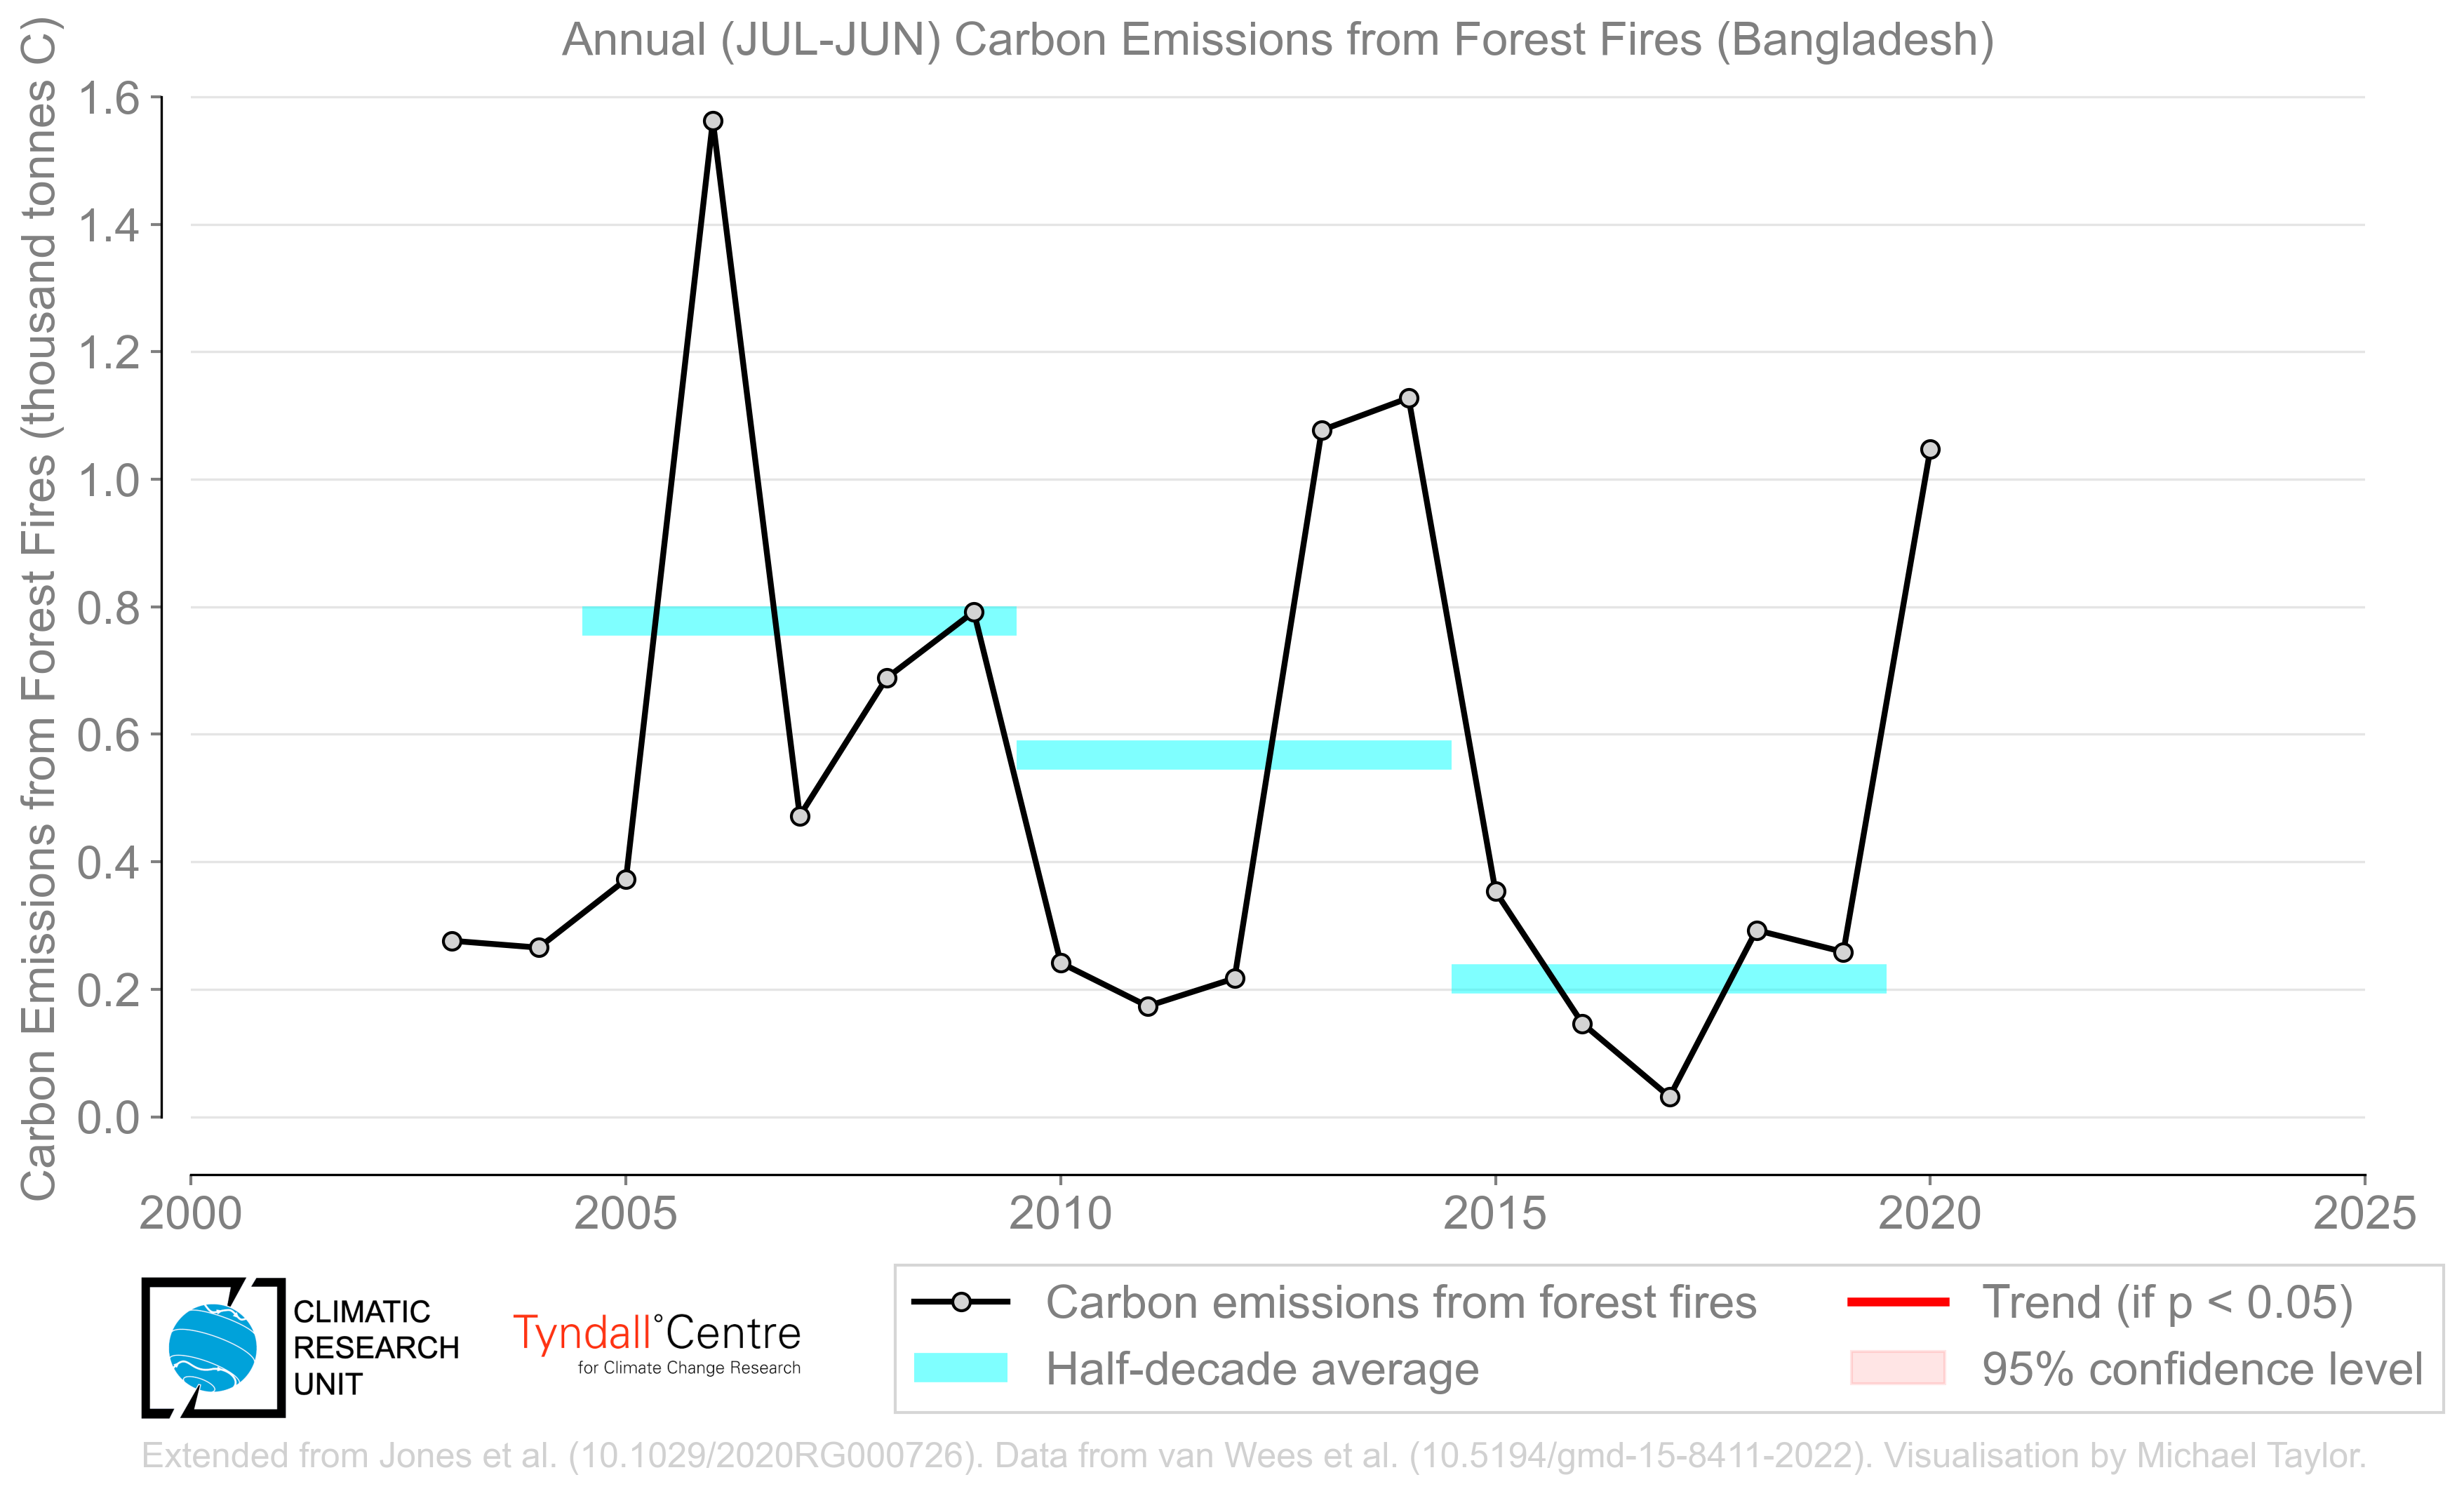 Annual (JUL-JUN) Carbon Emissions from Forest Fires (Bangladesh)
Carbon Emissions from Forest Fires (thousand tonnes C)
1.6
1.4
1.2
1.0
0.8
0.6
0.4
0.2
0.0
2000 2005 2010 2015 2020 2025
CLIMATIC
RESEARCH
UNIT
Tyndall°Centre
for Climate Change Research
Carbon emissions from forest fires
Half-decade average
Trend (if p < 0.05)
95% confidence level
Extended from Jones et al. (10.1029/2020RG000726). Data from van Wees et al. (10.5194/gmd-15-8411-2022). Visualisation by Michael Taylor.